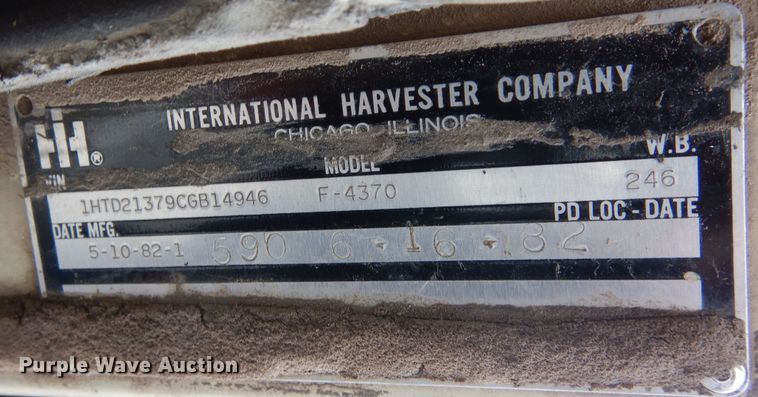 INTERNATIONAL HARVESTER COMPANY
CHICAGO ILLINOIS
IH®
VIN MODEL W.B.
1HTD21379CGB14946 F-4370 246
DATE MFG. PD LOC - DATE
5-10-82-1 590 6-16-82
Purple Wave Auction